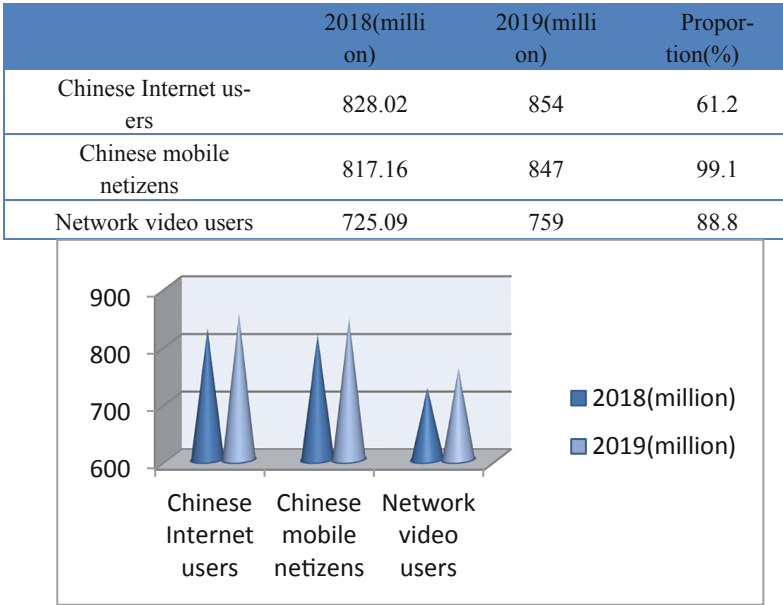 2018(milli 2019(milli Propor-
on) on) tion(%)
Chinese Internet us-
ers 828.02 854 61.2
Chinese mobile
netizens 817.16 847 99.1
Network video users 725.09 759 88.8
900
800
700
600
2018(million)
2019(million)
Chinese Chinese Network
Internet mobile video
users netizens users